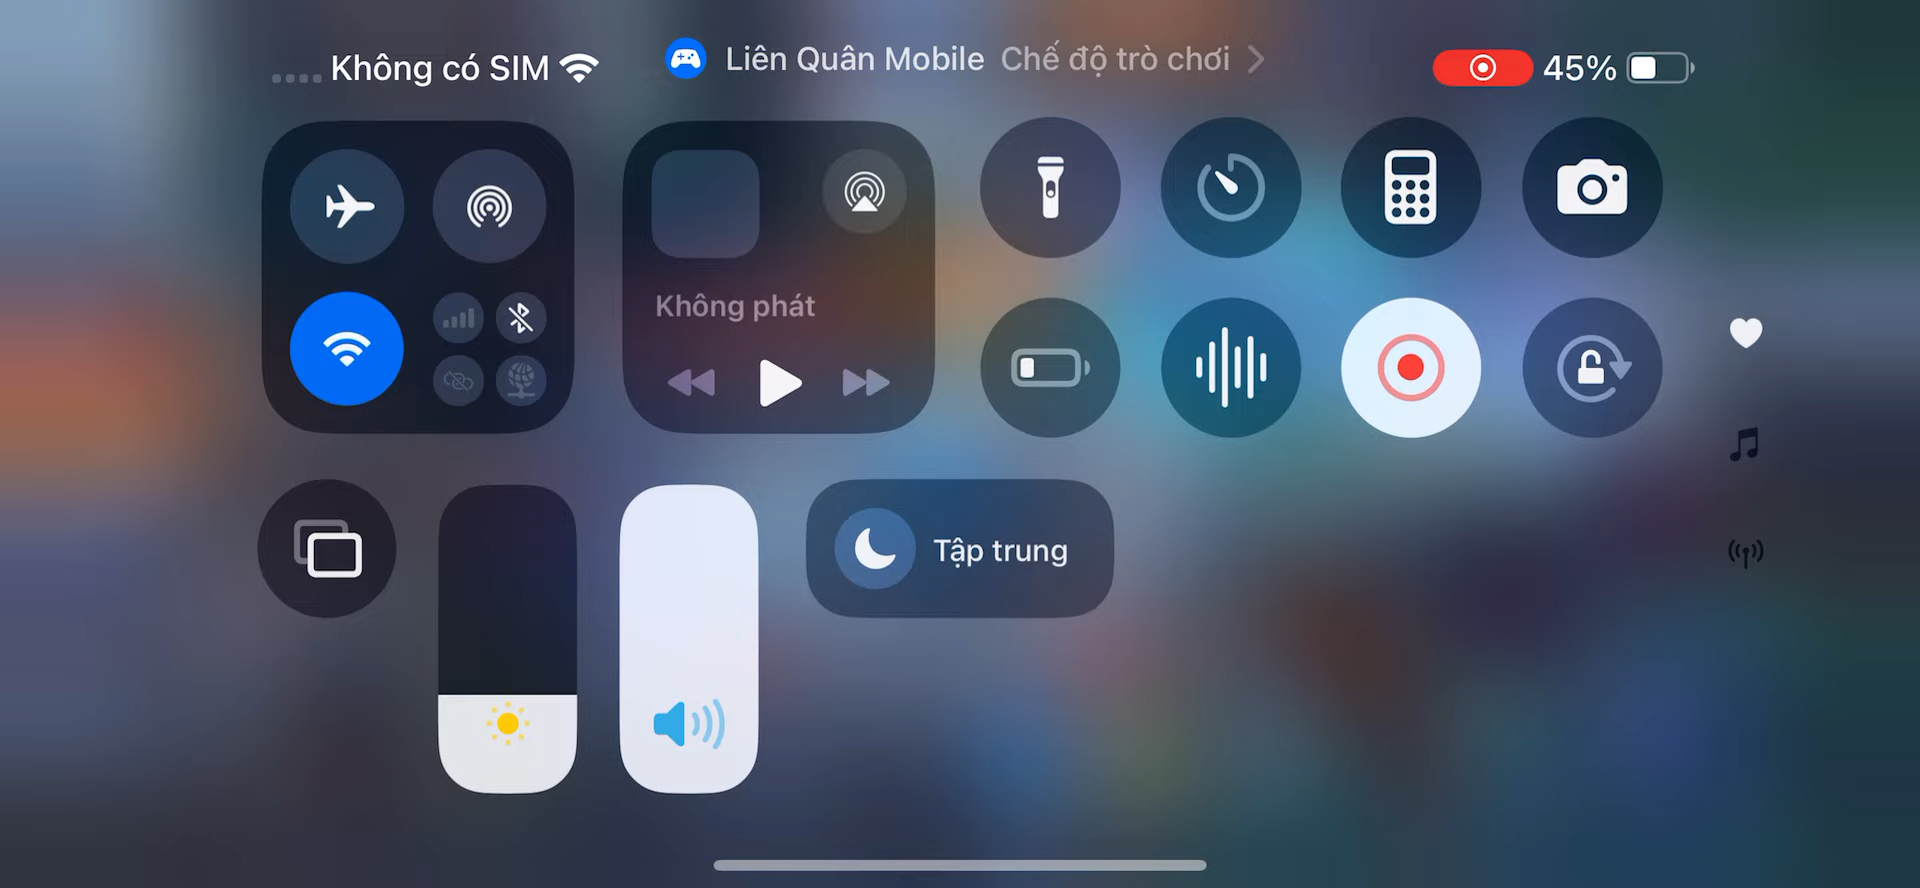 Không có SIM
Liên Quân Mobile Chế độ trò chơi
45%
Không phát
Tập trung